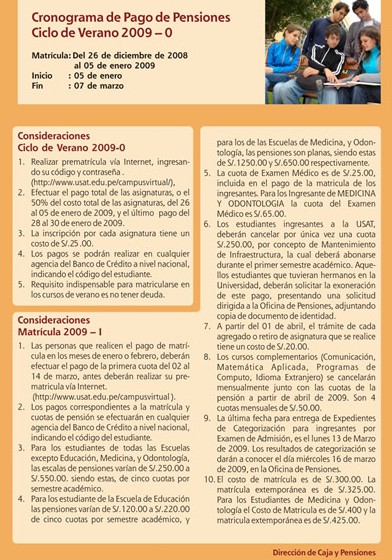 Cronograma de Pago de Pensiones
Ciclo de Verano 2009 – 0
Matrícula: Del 26 de diciembre de 2008
al 05 de enero 2009
Inicio : 05 de enero
Fin : 07 de marzo
Consideraciones
Ciclo de Verano 2009-0
1. Realizar prematrícula vía Internet, ingresan-
do su código y contraseña .
(http://www.usat.edu.pe/campusvirtual/),
2. Efectuar el pago total de las asignaturas, o el
50% del costo total de las asignaturas, del 26
al 05 de enero de 2009, y el último pago del
28 al 30 de enero de 2009.
3. La inscripción por cada asignatura tiene un
costo de S/.25 .00.
4. Los pagos se podrán realizar en cualquier
agencia del Banco de Crédito a nivel nacional,
indicando el código del estudiante.
5. Requisito indispensable para matricularse en
los cursos de verano es no tener deuda.
Consideraciones
Matrícula 2009 – I
1. Las personas que realicen el pago de matrí-
cula en los meses de enero o febrero, deberán
efectuar el pago de la primera cuota del 02 al
14 de marzo, antes deberán realizar su pre-
matricula vía Internet.
(http://www.usat.edu.pe/campusvirtual ).
2. Los pagos correspondientes a la matrícula y
cuotas de pensión se efectuarán en cualquier
agencia del Banco de Crédito a nivel nacional,
indicando el código del estudiante.
3. Para los estudiantes de todas las Escuelas
excepto Educación, Medicina, y Odontología,
las escalas de pensiones varían de S/.250.00 a
S/.550.00. siendo estas, de cinco cuotas por
semestre académico.
4. Para los estudiante de la Escuela de Educación
las pensiones varían de S/.120.00 a S/.220.00
de cinco cuotas por semestre académico, y
para los de las Escuelas de Medicina, y Odon-
tología, las pensiones son planas, siendo estas
de S/.1250.00 y S/.650.00 respectivamente.
5. La cuota de Examen Médico es de S/.25.00,
incluida en el pago de la matricula de los
ingresantes. Para los Ingresante de MEDICINA
Y ODONTOLOGIA la cuota del Examen
Médico es S/.65.00.
6. Los estudiantes ingresantes a la USAT,
deberán cancelar por única vez una cuota
S/.250.00, por concepto de Mantenimiento
de Infraestructura, la cual deberá abonarse
durante el primer semestre académico. Aque-
llos estudiantes que tuvieran hermanos en la
Universidad, deberán solicitar la exoneración
de este pago, presentando una solicitud
dirigida a la Oficina de Pensiones, adjuntando
copia de documento de identidad.
7. A partir del 01 de abril, el trámite de cada
agregado o retiro de asignatura que se realice
tiene un costo de S/.20.00.
8. Los cursos complementarios (Comunicación,
Matemática Aplicada, Programas de
Computo, Idioma Extranjero) se cancelarán
mensualmente junto con las cuotas de la
pensión a partir de abril de 2009. Son 4
cuotas mensuales de S/.50.00.
9. La última fecha para entrega de Expedientes
de Categorización para ingresantes por
Examen de Admisión, es el lunes 13 de Marzo
de 2009. Los resultados de categorización se
darán a conocer el día miércoles 16 de marzo
de 2009, en la Oficina de Pensiones.
10. El costo de matrícula es de S/.300.00. La
matrícula extemporánea es de S/.325.00.
Para los Estudiantes de Medicina y Odon-
tología el Costo de Matricula es de S/.400 y la
matricula extemporánea es de S/.425.00.
Dirección de Caja y Pensiones